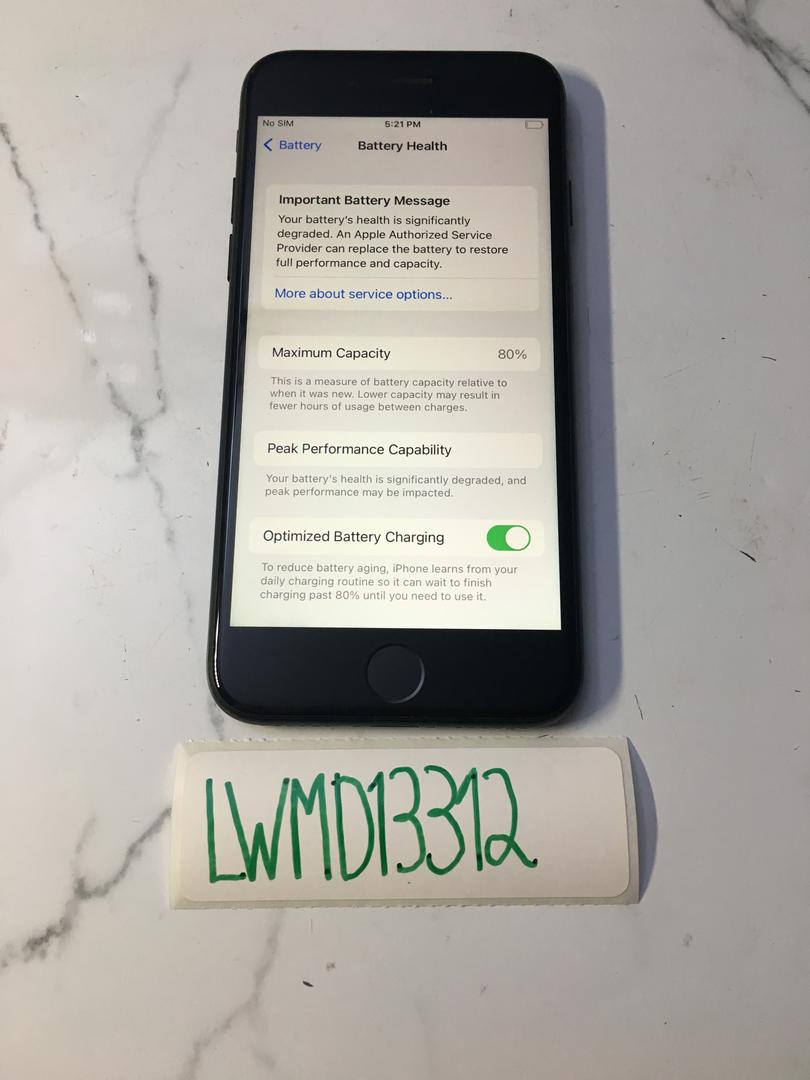 No SIM 5:21 PM
Battery Battery Health
Important Battery Message
Your battery's health is significantly
degraded. An Apple Authorized Service
Provider can replace the battery to restore
full performance and capacity.
More about service options...
Maximum Capacity 80%
This is a measure of battery capacity relative to
when it was new. Lower capacity may result in
fewer hours of usage between charges.
Peak Performance Capability
Your battery's health is significantly degraded, and
peak performance may be impacted.
Optimized Battery Charging
To reduce battery aging, iPhone learns from your
daily charging routine so it can wait to finish
charging past 80% until you need to use it.
LWMD13312